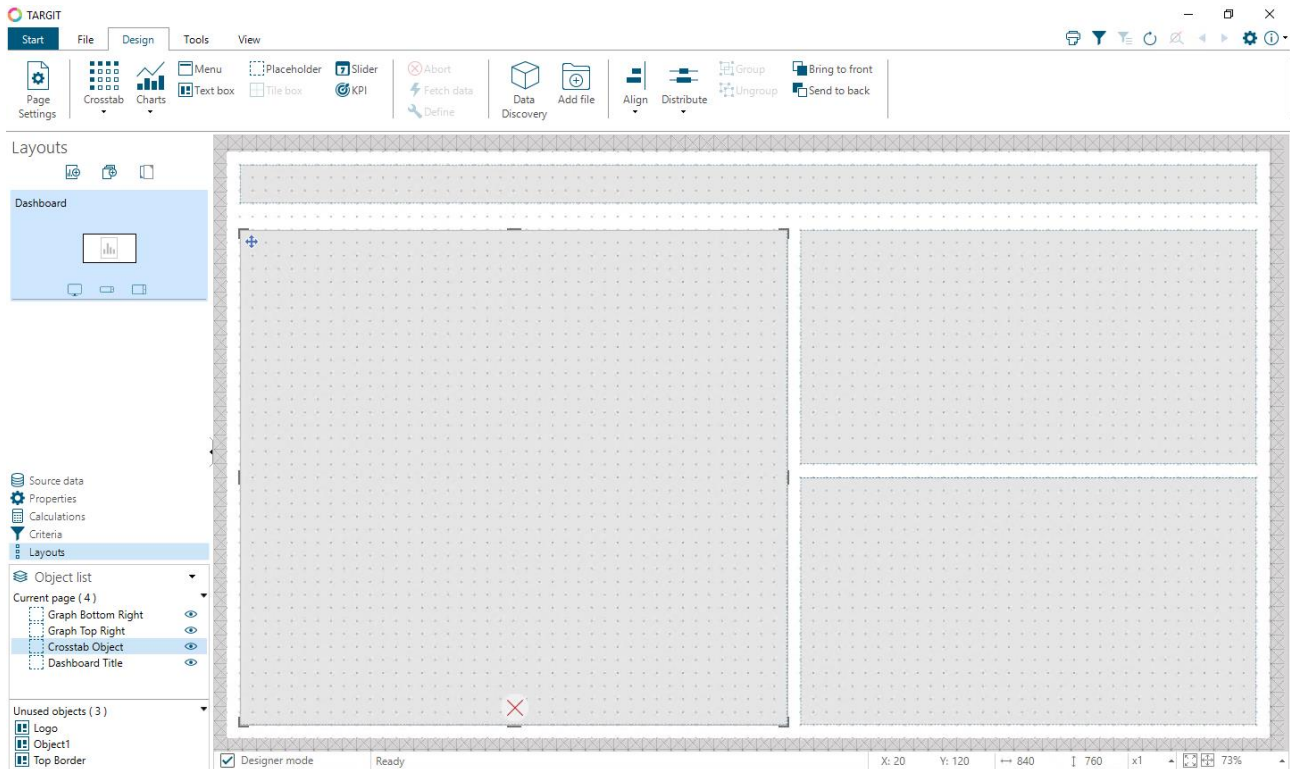 TARGIT
Start File Design Tools View
Page Settings
Crosstab
Charts
Menu
Text box
Placeholder
Tile box
7 Slider
KPI
Abort
Fetch data
Define
Data Discovery
Add file
Align
Distribute
Group
Ungroup
Bring to front
Send to back
Layouts
Dashboard
Source data
Properties
Calculations
Criteria
Layouts
Object list
Current page ( 4 )
Graph Bottom Right
Graph Top Right
Crosstab Object
Dashboard Title
Unused objects ( 3 )
Logo
Object1
Top Border
Designer mode Ready X: 20 Y: 120 840 760 x1 73%